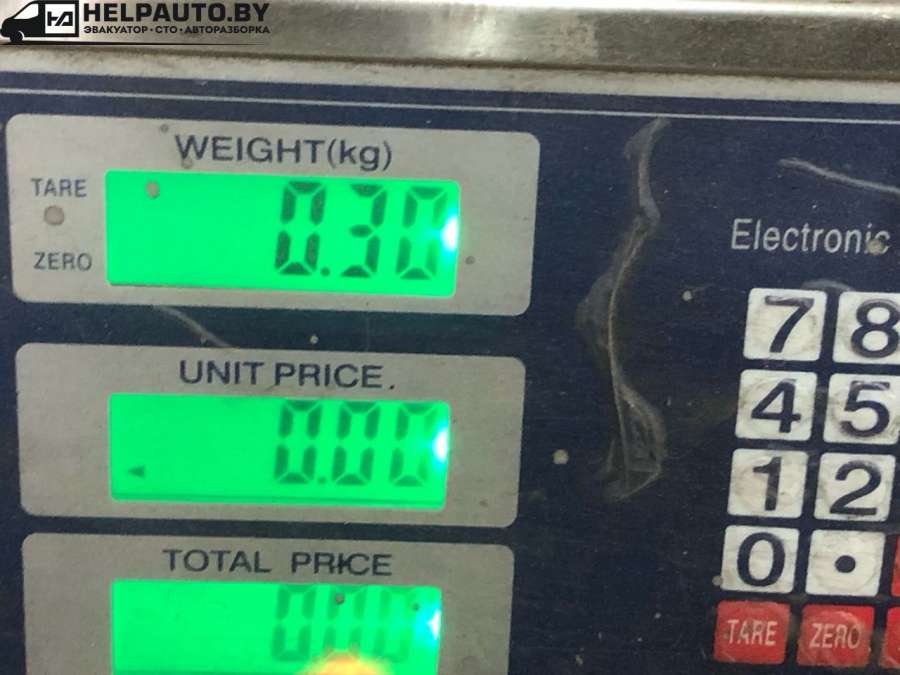 HELPAUTO.BY
ЭВАКУАТОР · СТО · АВТОРАЗБОРКА
WEIGHT(kg)
TARE
0.30
ZERO
Electronic
7 8
UNIT PRICE
4 5
0.00
1 2
TOTAL PRICE
0 .
TARE ZERO